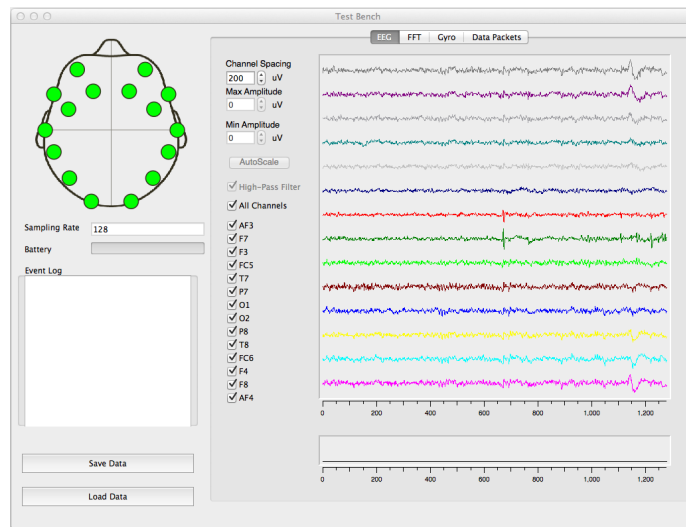 Test Bench
EEG FFT Gyro Data Packets
Channel Spacing
200 uV
Max Amplitude
0 uV
Min Amplitude
0 uV
AutoScale
High-Pass Filter
All Channels
AF3
F7
F3
FC5
T7
P7
O1
O2
P8
T8
FC6
F4
F8
AF4
Sampling Rate 128
Battery
Event Log
Save Data
Load Data
0 200 400 600 800 1,000 1,200
0 200 400 600 800 1,000 1,200